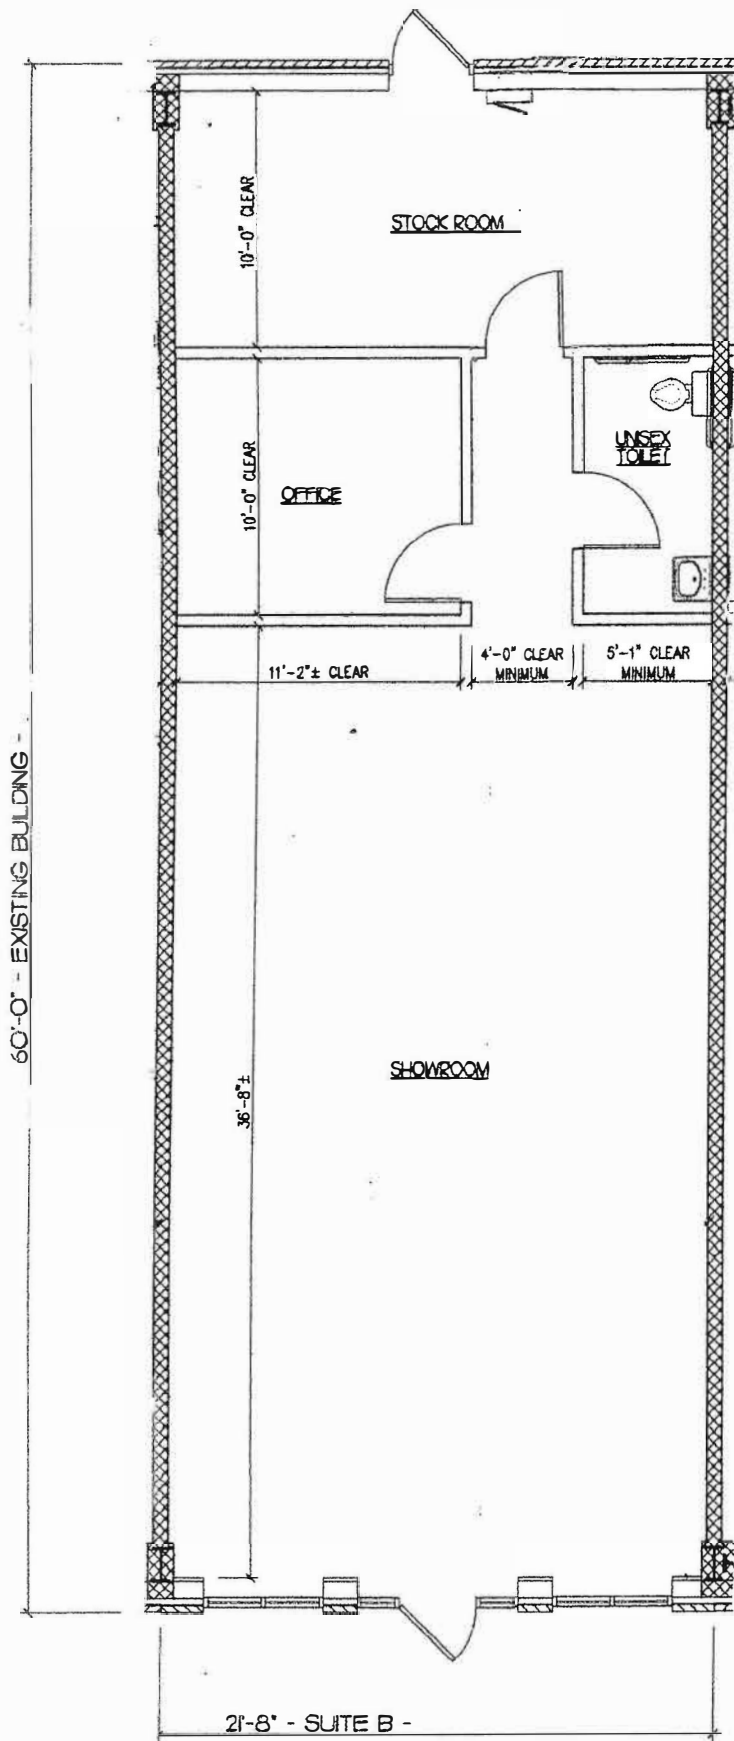 STOCK ROOM
10'-0" CLEAR
UNISEX
TOILET
OFFICE
10'-0" CLEAR
11'-2"± CLEAR
4'-0" CLEAR
MINIMUM
5'-1" CLEAR
MINIMUM
60'-0" - EXISTING BUILDING -
SHOWROOM
36'-8"±
21'-8" - SUITE B -